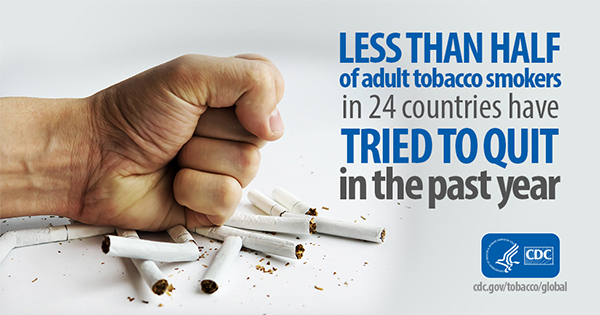 LESS THAN HALF
of adult tobacco smokers
in 24 countries have
TRIED TO QUIT
in the past year
CDC
cdc.gov/tobacco/global